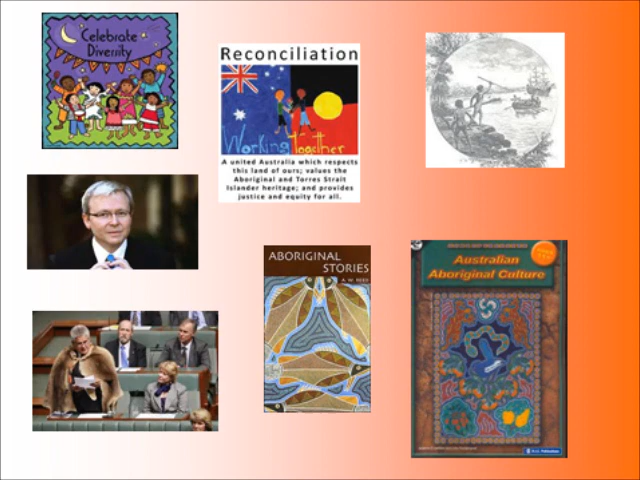 Celebrate
Diversity
Reconciliation
Working Together
A united Australia which respects
this land of ours; values the
Aboriginal and Torres Strait
Islander heritage; and provides
justice and equity for all.
ABORIGINAL
STORIES
A. W. REED
Australian
Aboriginal Culture